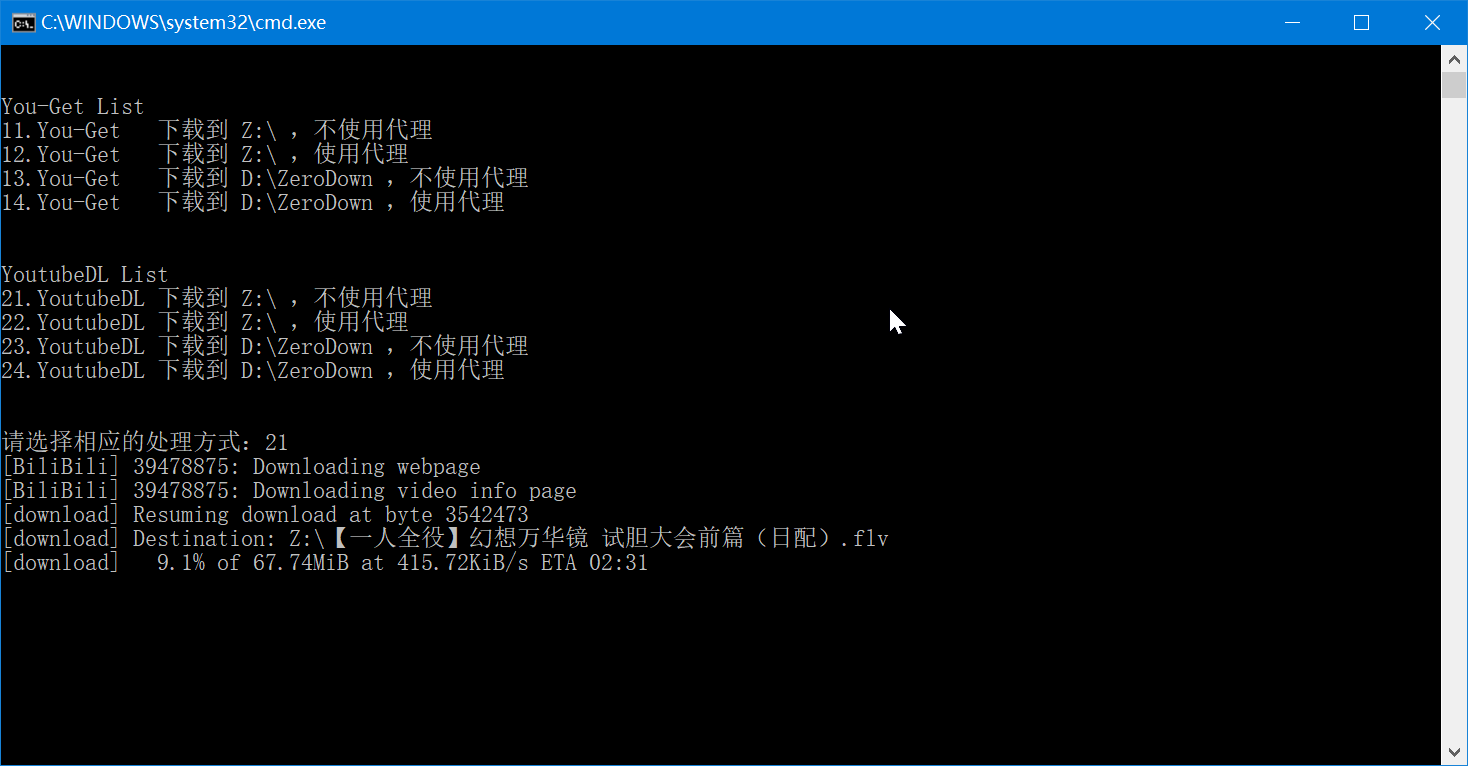 C:\WINDOWS\system32\cmd.exe
You-Get List
11.You-Get   下载到 Z:\ ，不使用代理
12.You-Get   下载到 Z:\ ，使用代理
13.You-Get   下载到 D:\ZeroDown ，不使用代理
14.You-Get   下载到 D:\ZeroDown ，使用代理
YoutubeDL List
21.YoutubeDL 下载到 Z:\ ，不使用代理
22.YoutubeDL 下载到 Z:\ ，使用代理
23.YoutubeDL 下载到 D:\ZeroDown ，不使用代理
24.YoutubeDL 下载到 D:\ZeroDown ，使用代理
请选择相应的处理方式：21
[BiliBili] 39478875: Downloading webpage
[BiliBili] 39478875: Downloading video info page
[download] Resuming download at byte 3542473
[download] Destination: Z:\【一人全役】幻想万华镜 试胆大会前篇（日配）.flv
[download]   9.1% of 67.74MiB at 415.72KiB/s ETA 02:31